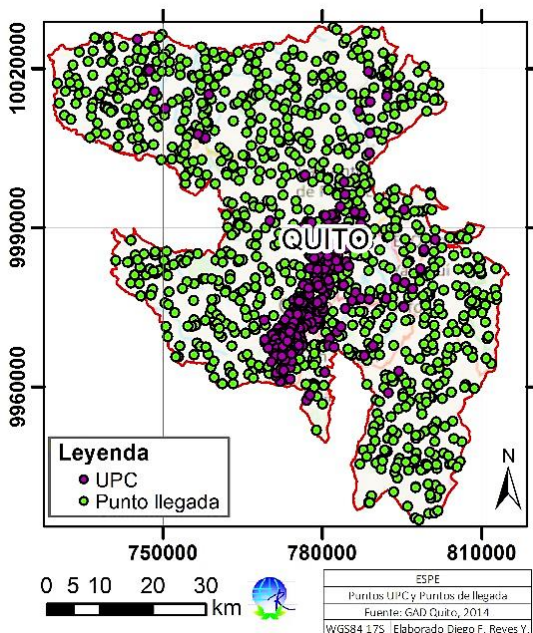 10020000
9990000
9960000
QUITO
Leyenda
UPC
Punto llegada
N
750000 780000 810000
0 5 10 20 30
km
ESPE
Puntos UPC y Puntos de llegada
Fuente: GAD Quito, 2014
WGS84 17S Elaborado Diego F. Reyes Y.